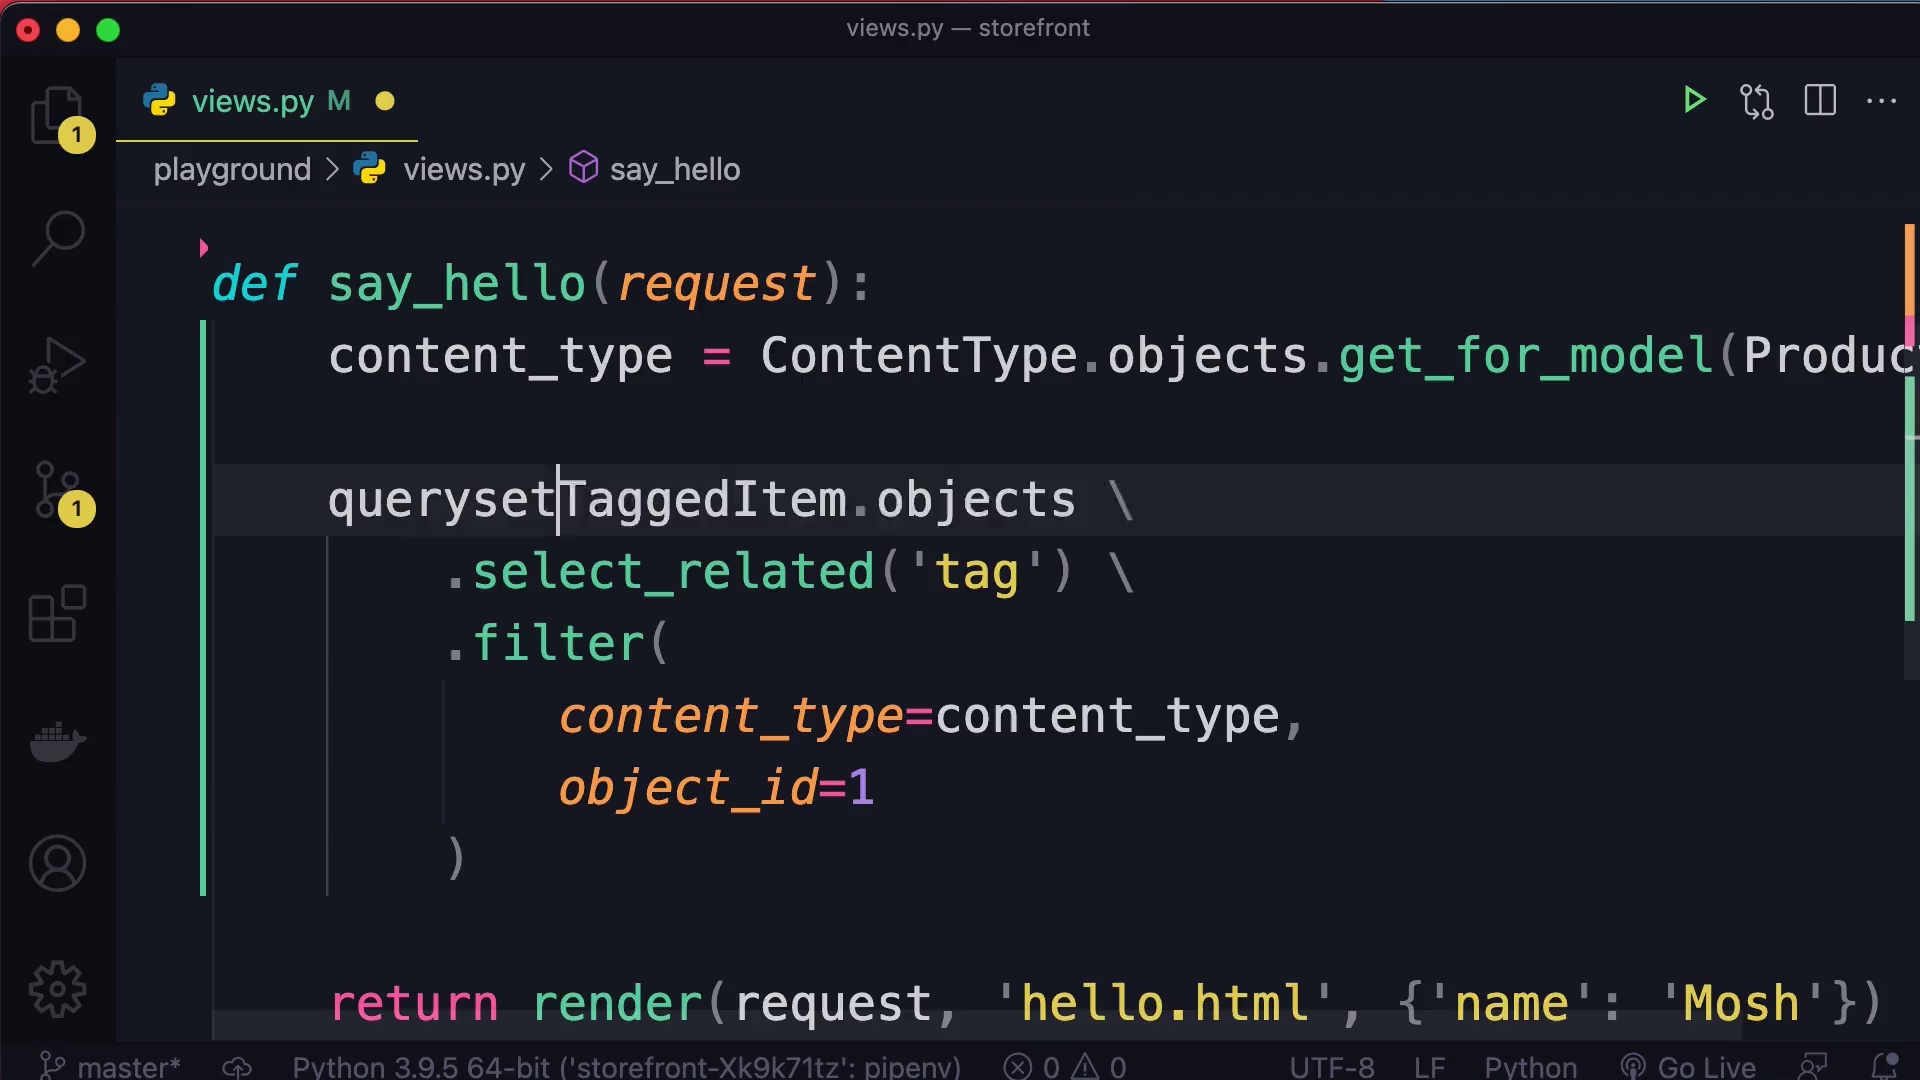 views.py — storefront
views.py M
1
playground > views.py > say_hello
def say_hello(request):
content_type = ContentType.objects.get_for_model(Produc
querysetTaggedItem.objects \
1
.select_related('tag') \
.filter(
content_type=content_type,
object_id=1
)
return render(request, 'hello.html', {'name': 'Mosh'})
master* Python 3.9.5 64-bit ('storefront-Xk9k71tz': pipenv) 0 0 UTF-8 LF Python Go Live